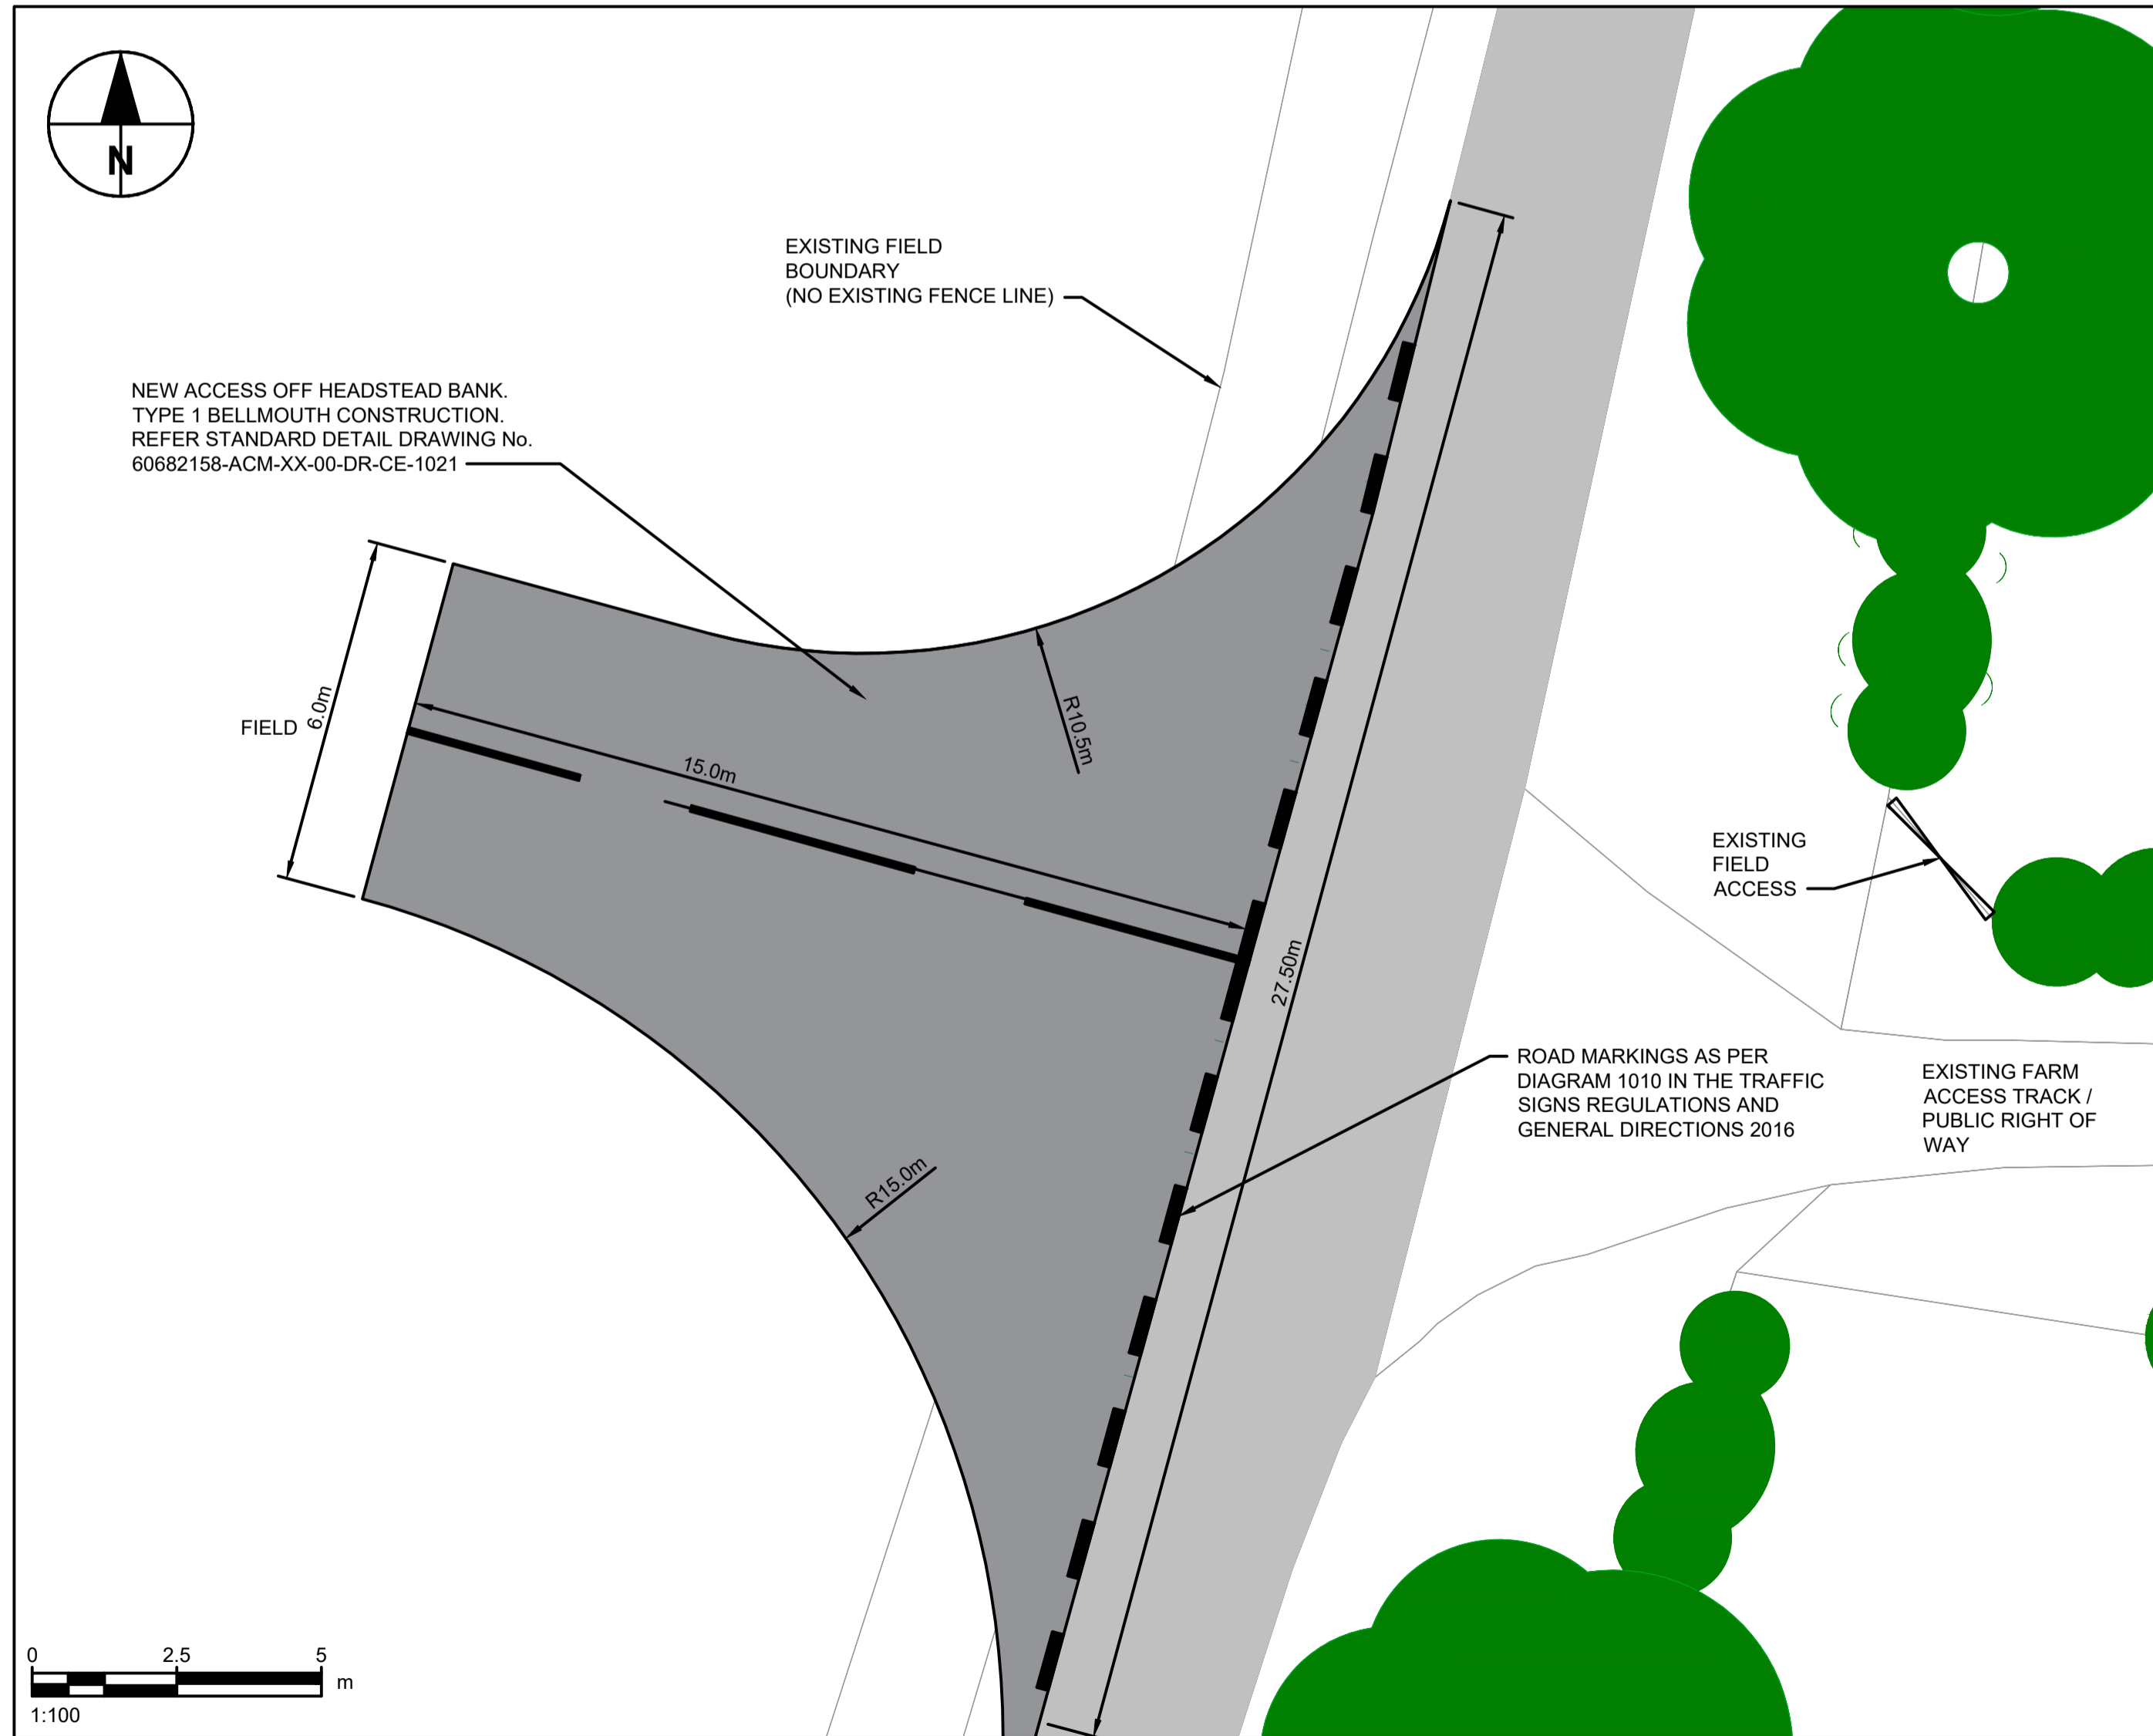 N
EXISTING FIELD
BOUNDARY
(NO EXISTING FENCE LINE)
NEW ACCESS OFF HEADSTEAD BANK.
TYPE 1 BELLMOUTH CONSTRUCTION.
REFER STANDARD DETAIL DRAWING No.
60682158-ACM-XX-00-DR-CE-1021
6.0m
FIELD
R10.5m
15.0m
EXISTING
FIELD
ACCESS
27.50m
ROAD MARKINGS AS PER
DIAGRAM 1010 IN THE TRAFFIC
SIGNS REGULATIONS AND
GENERAL DIRECTIONS 2016
EXISTING FARM
ACCESS TRACK /
PUBLIC RIGHT OF
WAY
R15.0m
0 2.5 5
m
1:100